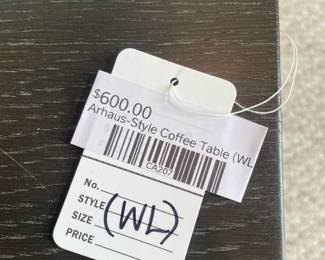 $600.00
Arhaus-Style Coffee Table (WL
CA207
No.
STYLE
SIZE
PRICE
(WL)